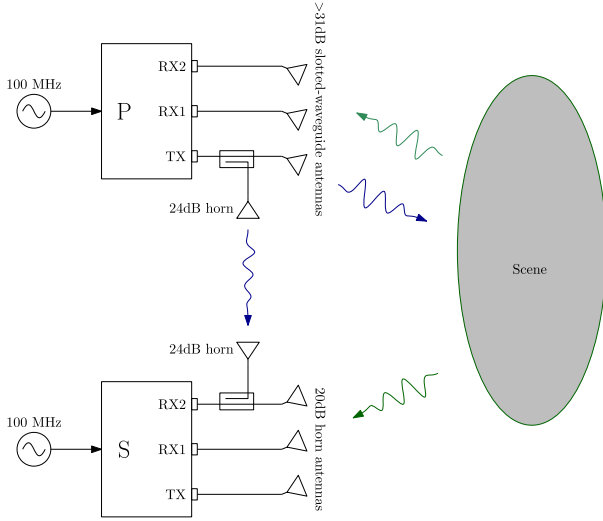 >31dB slotted-waveguide antennas
100 MHz
P
RX2
RX1
TX
24dB horn
Scene
24dB horn
100 MHz
S
RX2
RX1
TX
20dB horn antennas